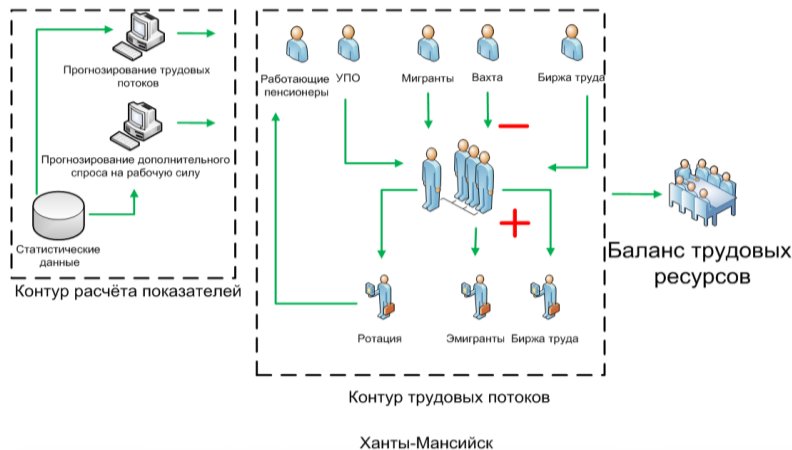 Прогнозирование трудовых
потоков
Прогнозирование дополнительного
спроса на рабочую силу
Статистические
данные
Контур расчёта показателей
Работающие
пенсионеры
УПО
Мигранты
Вахта
Биржа труда
Ротация
Эмигранты
Биржа труда
Контур трудовых потоков
Баланс трудовых
ресурсов
Ханты-Мансийск